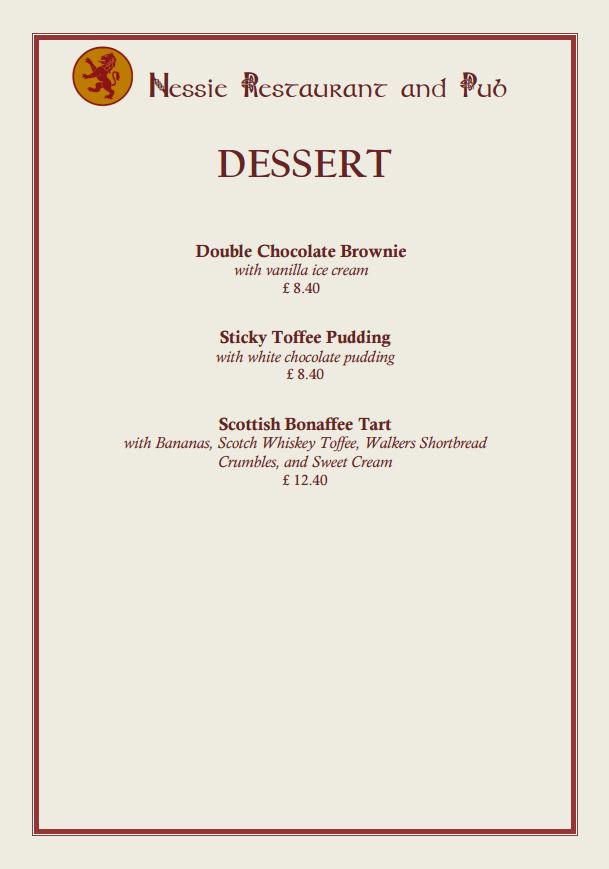 Nessie Restaurant and Pub
DESSERT
Double Chocolate Brownie
with vanilla ice cream
£ 8.40
Sticky Toffee Pudding
with white chocolate pudding
£ 8.40
Scottish Bonaffee Tart
with Bananas, Scotch Whiskey Toffee, Walkers Shortbread
Crumbles, and Sweet Cream
£ 12.40